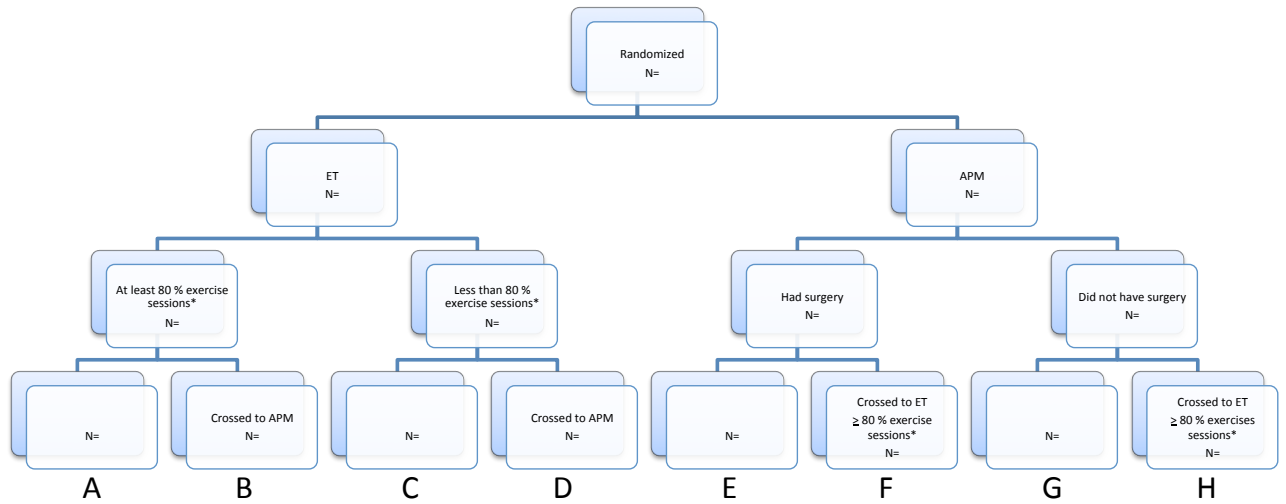 Randomized
N=
ET
N=
APM
N=
At least 80 % exercise
sessions*
N=
Less than 80 %
exercise sessions*
N=
Had surgery
N=
Did not have surgery
N=
N=
Crossed to APM
N=
N=
Crossed to APM
N=
N=
Crossed to ET
≥ 80 % exercise
sessions*
N=
N=
Crossed to ET
≥ 80 % exercises
sessions*
N=
A B C D E F G H